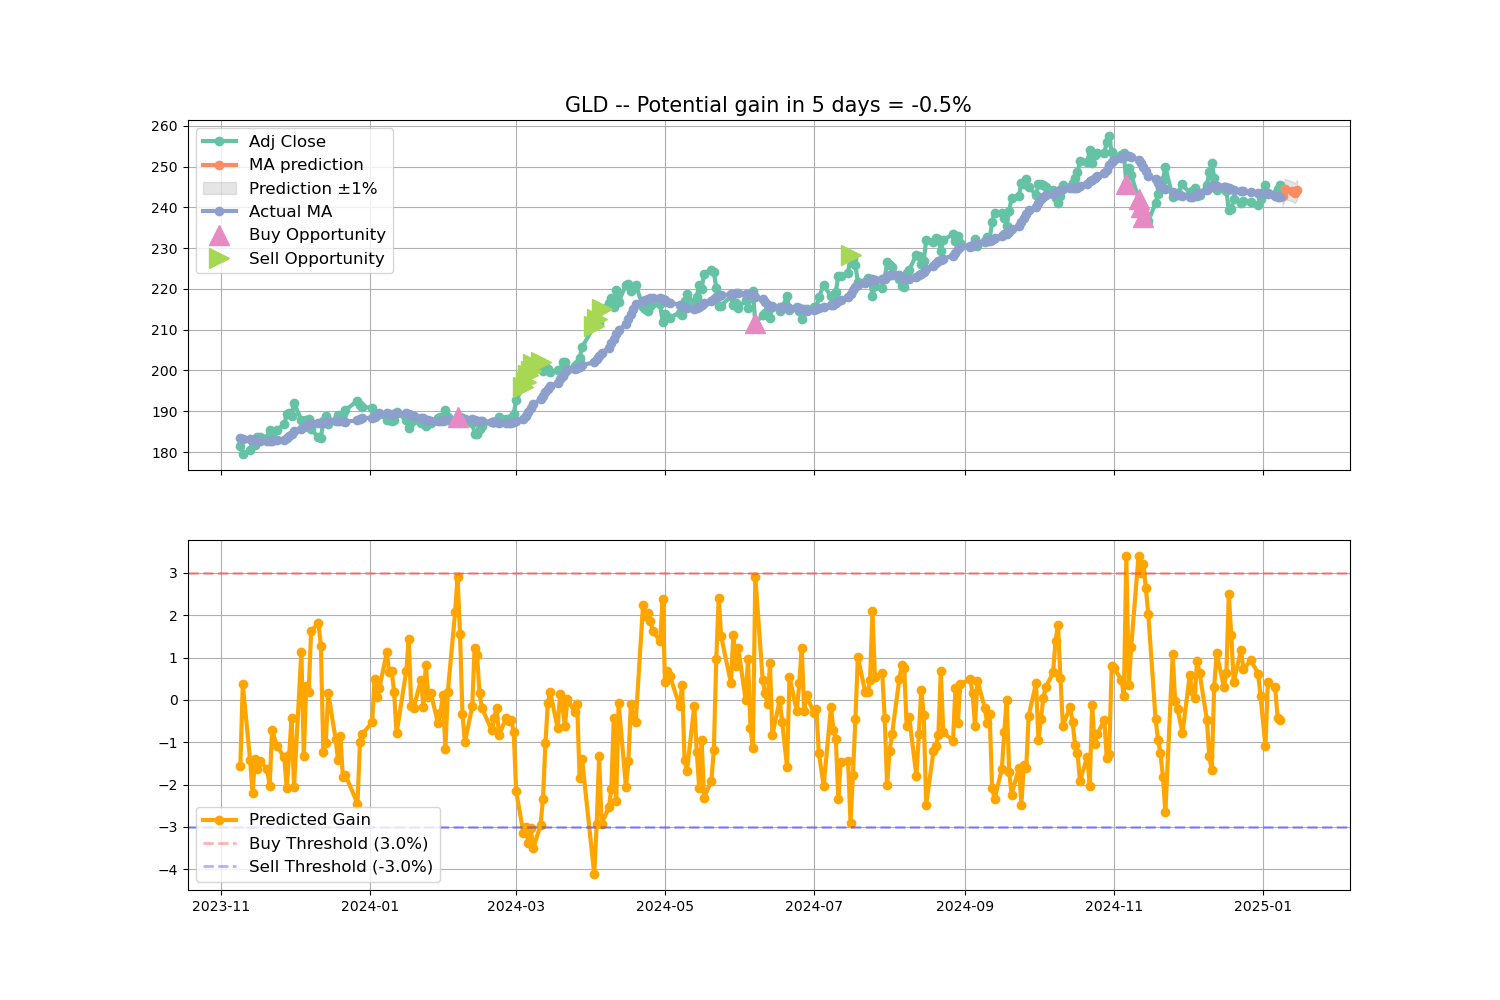 GLD -- Potential gain in 5 days = -0.5%
260
250
240
230
220
210
200
190
180
Adj Close
MA prediction
Prediction ±1%
Actual MA
Buy Opportunity
Sell Opportunity
3
2
1
0
−1
−2
−3
−4
Predicted Gain
Buy Threshold (3.0%)
Sell Threshold (-3.0%)
2023-11
2024-01
2024-03
2024-05
2024-07
2024-09
2024-11
2025-01